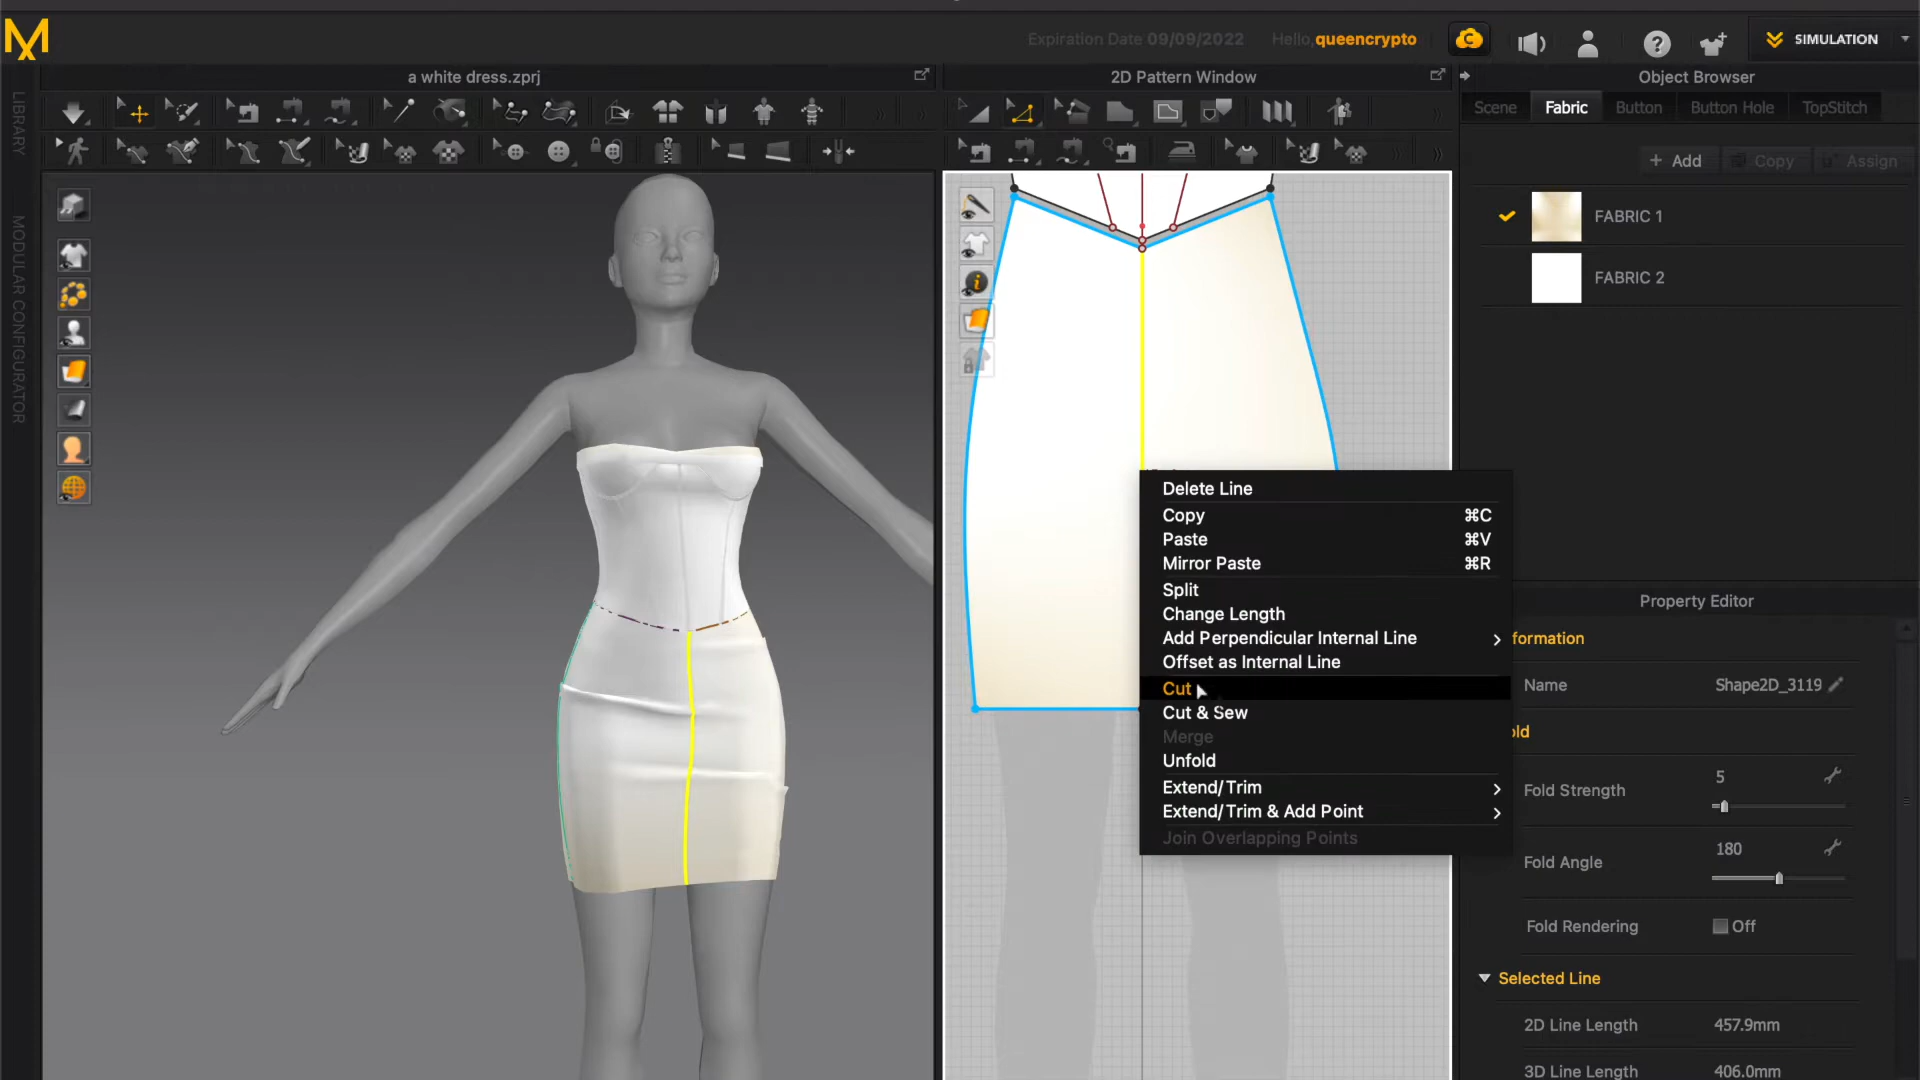 Expiration Date 09/09/2022 Hello, queencrypto
SIMULATION
a white dress.zprj
2D Pattern Window
Object Browser
Scene Fabric Button Button Hole TopStitch
+ Add Copy Assign
FABRIC 1
FABRIC 2
LIBRARY
MODULAR CONFIGURATOR
Delete Line
Copy ⌘C
Paste ⌘V
Mirror Paste ⌘R
Split
Change Length
Add Perpendicular Internal Line
Offset as Internal Line
Cut
Cut & Sew
Merge
Unfold
Extend/Trim
Extend/Trim & Add Point
Join Overlapping Points
Property Editor
formation
Name Shape2D_3119
old
Fold Strength 5
Fold Angle 180
Fold Rendering Off
Selected Line
2D Line Length 457.9mm
3D Line Length 406.0mm